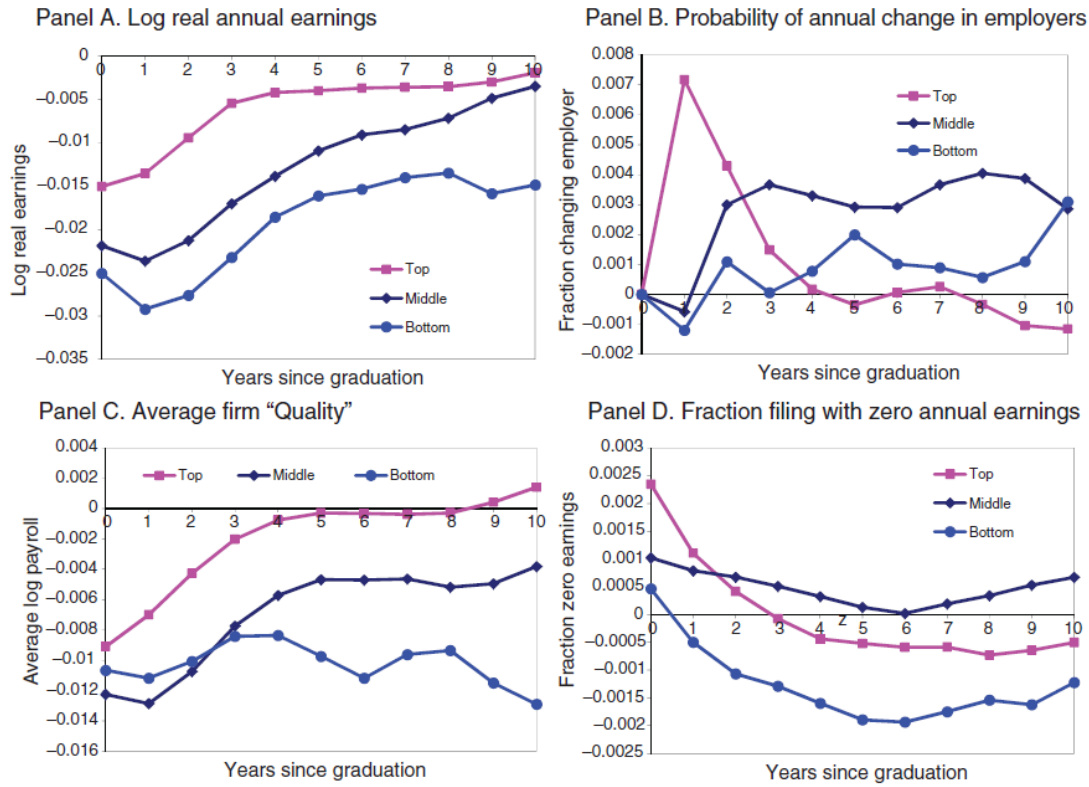 Panel A. Log real annual earnings
0
0 1 2 3 4 5 6 7 8 9 10
–0.005
–0.01
–0.015
–0.02
–0.025
–0.03
–0.035
Log real earnings
Top
Middle
Bottom
Years since graduation
Panel B. Probability of annual change in employers
0.008
0.007
0.006
0.005
0.004
0.003
0.002
0.001
0
–0.001
–0.002
0 1 2 3 4 5 6 7 8 9 10
Fraction changing employer
Top
Middle
Bottom
Years since graduation
Panel C. Average firm “Quality”
0.004
0.002
0
–0.002
–0.004
–0.006
–0.008
–0.01
–0.012
–0.014
–0.016
0 1 2 3 4 5 6 7 8 9 10
Average log payroll
Top Middle Bottom
Years since graduation
Panel D. Fraction filing with zero annual earnings
0.003
0.0025
0.002
0.0015
0.001
0.0005
0
–0.0005
–0.001
–0.0015
–0.002
–0.0025
0 1 2 3 4 z 5 6 7 8 9 10
Fraction zero earnings
Top
Middle
Bottom
Years since graduation